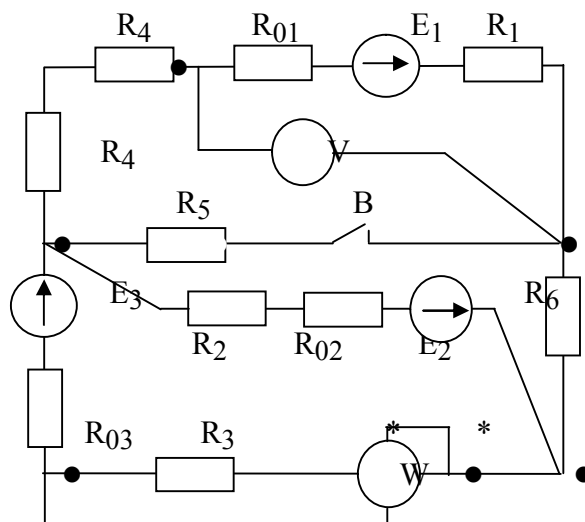 R4 R01 E1 R1
R4 V
R5 B
E3 R6
R2 R02 E2
R03 R3 * *
W